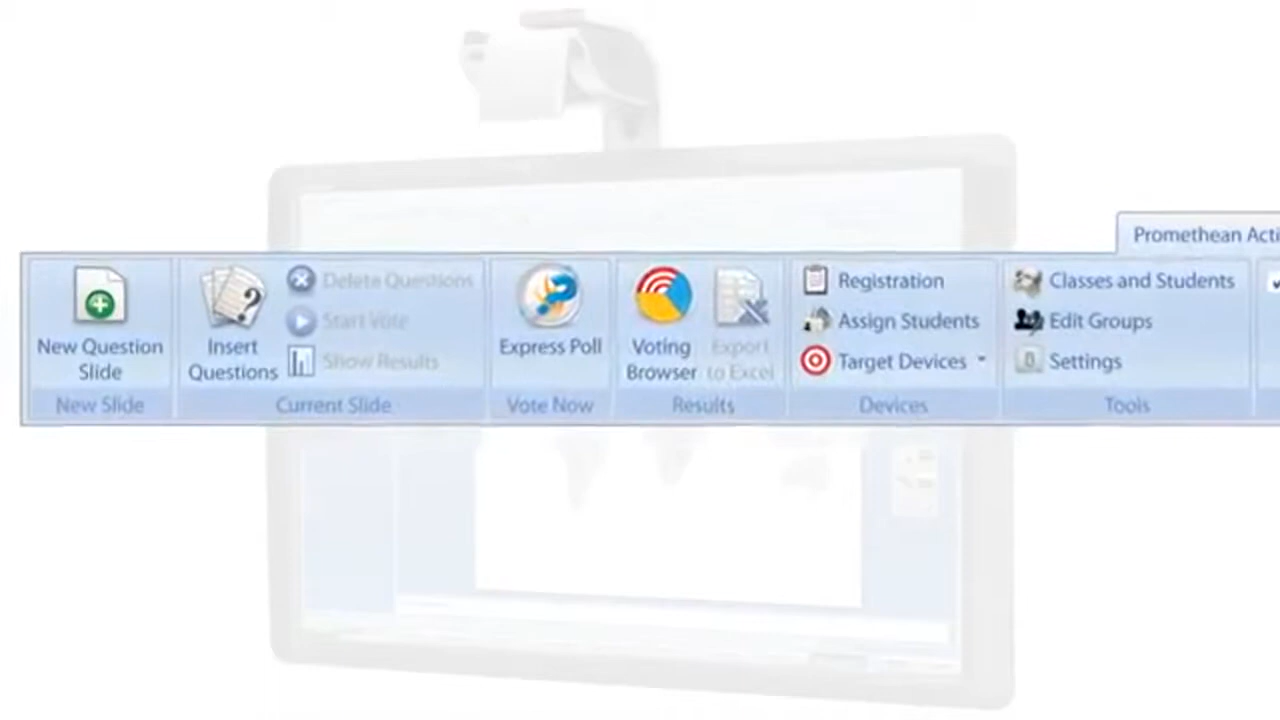 Promethean Acti
New Question
Slide
New Slide
Insert
Questions
Delete Questions
Start Vote
Show Results
Current Slide
Express Poll
Vote Now
Voting
Browser
Export
to Excel
Results
Registration
Assign Students
Target Devices
Devices
Classes and Students
Edit Groups
Settings
Tools